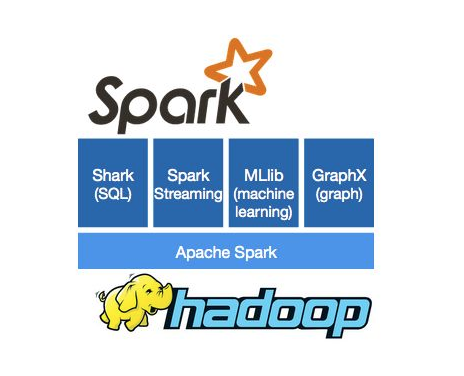 Spark
Shark
(SQL)
Spark
Streaming
MLlib
(machine
learning)
GraphX
(graph)
Apache Spark
hadoop